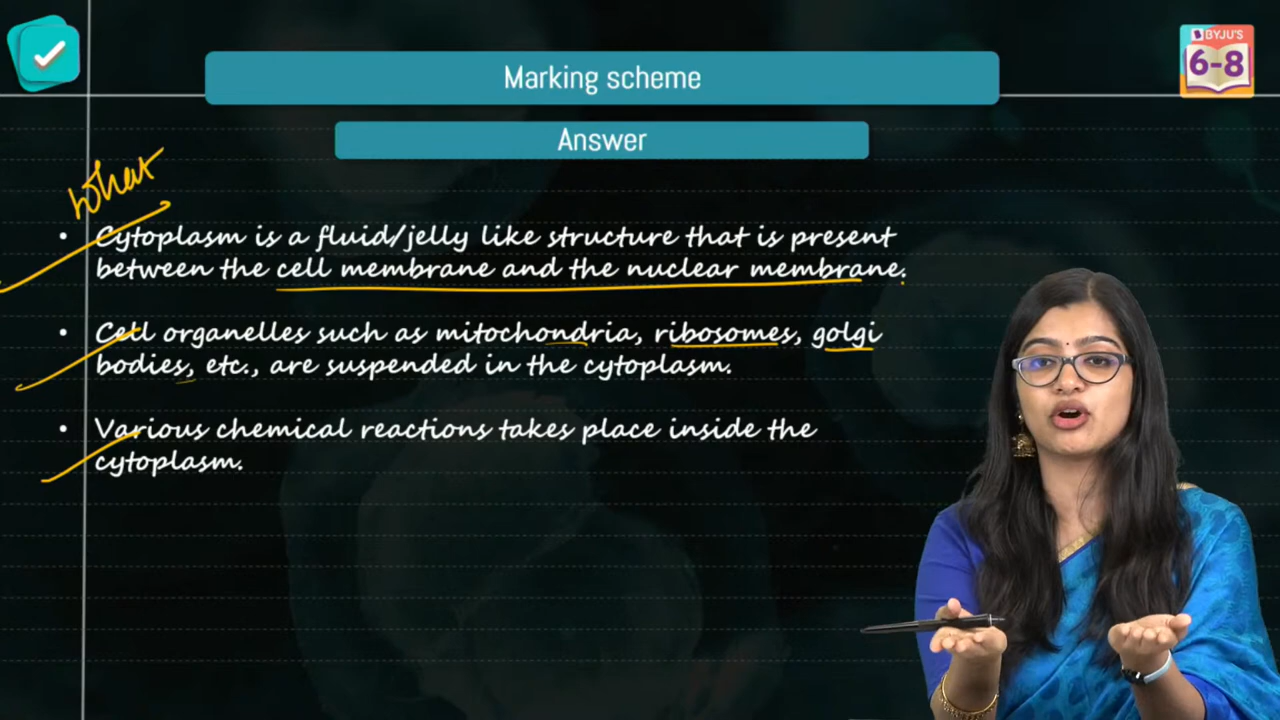 BYJU'S
6-8
Marking scheme
Answer
What
• Cytoplasm is a fluid/jelly like structure that is present
between the cell membrane and the nuclear membrane.
• Cell organelles such as mitochondria, ribosomes, golgi
bodies, etc., are suspended in the cytoplasm.
• Various chemical reactions takes place inside the
cytoplasm.